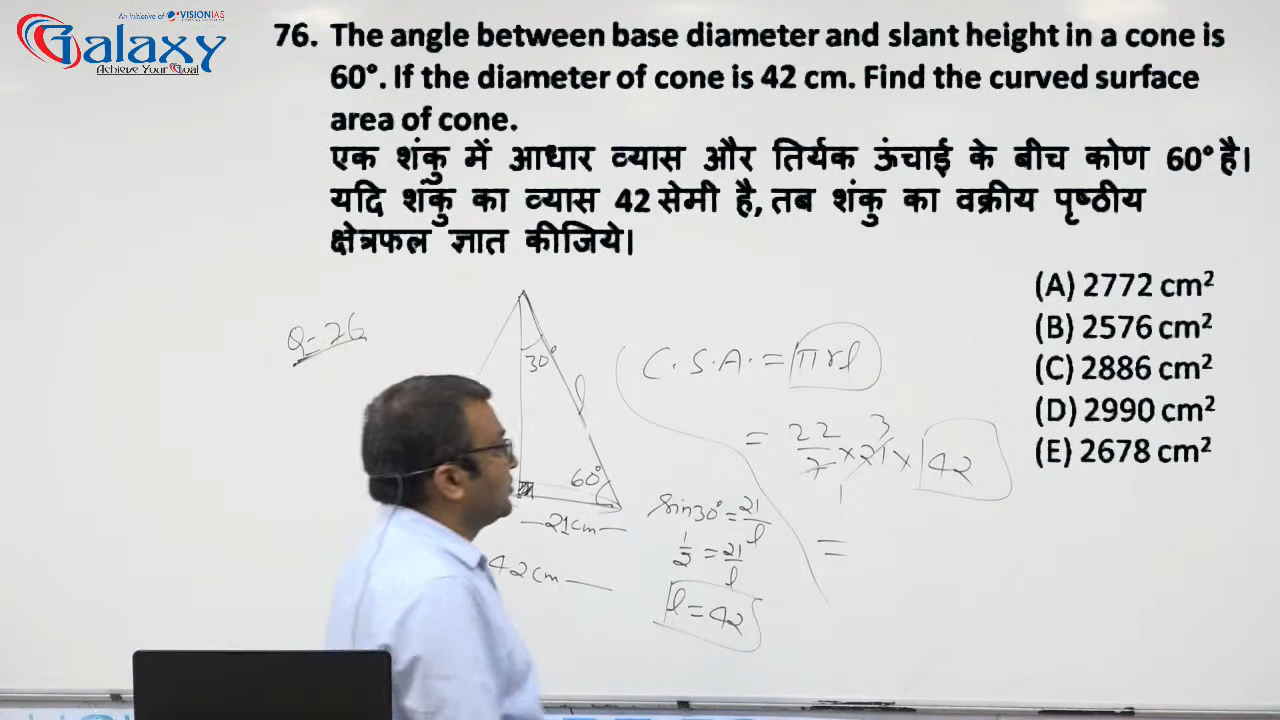 An initiative of VISIONIAS
Galaxy
ACHIEVE YOUR GOAL
76. The angle between base diameter and slant height in a cone is
60°. If the diameter of cone is 42 cm. Find the curved surface
area of cone.
एक शंकु में आधार व्यास और तिर्यक ऊंचाई के बीच कोण 60° है।
यदि शंकु का व्यास 42 सेमी है, तब शंकु का वक्रीय पृष्ठीय
क्षेत्रफल ज्ञात कीजिये।
(A) 2772 cm²
(B) 2576 cm²
(C) 2886 cm²
(D) 2990 cm²
(E) 2678 cm²
Q-76
30°
l
60°
21cm
42cm
C.S.A. = πrl
= 22/7 × 21 × 42
3
1
=
sin30° = 21/l
1/2 = 21/l
l = 42